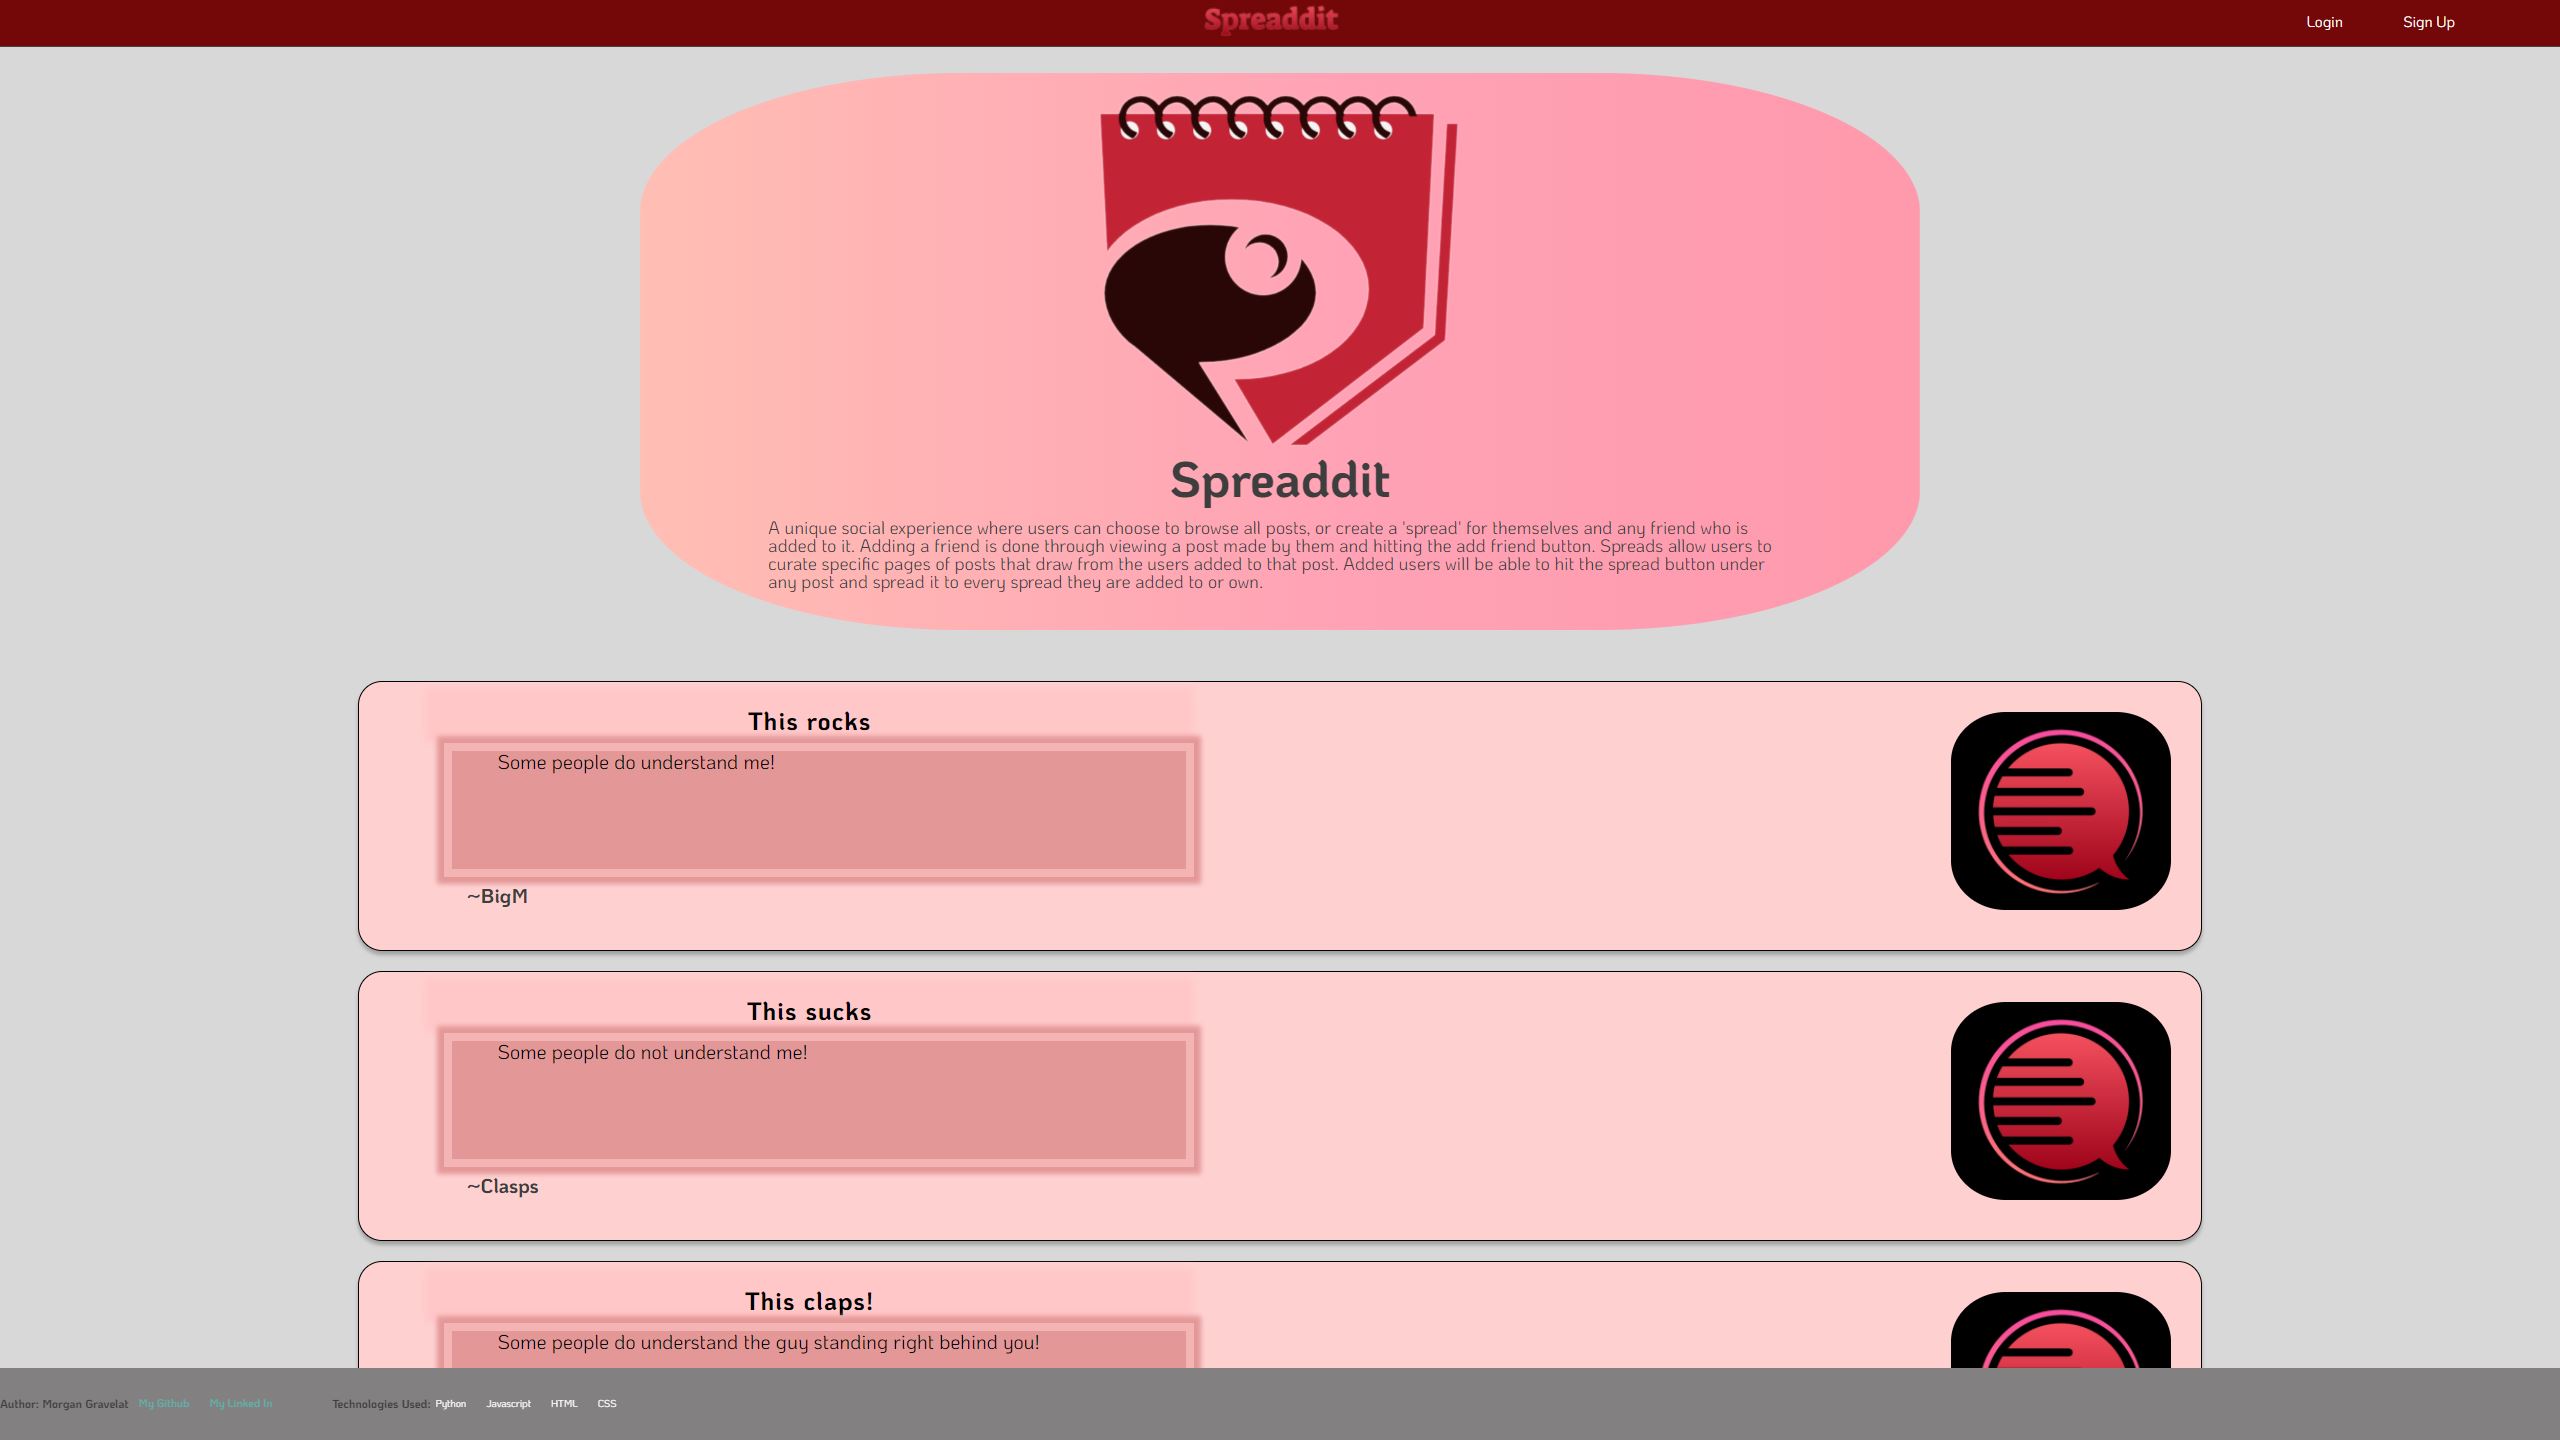 Spreaddit
Login
Sign Up
Spreaddit
A unique social experience where users can choose to browse all posts, or create a 'spread' for themselves and any friend who is
added to it. Adding a friend is done through viewing a post made by them and hitting the add friend button. Spreads allow users to
curate specific pages of posts that draw from the users added to that post. Added users will be able to hit the spread button under
any post and spread it to every spread they are added to or own.
This rocks
Some people do understand me!
~BigM
This sucks
Some people do not understand me!
~Clasps
This claps!
Some people do understand the guy standing right behind you!
Author: Morgan Gravelat My Github My Linked In Technologies Used: Python Javascript HTML CSS